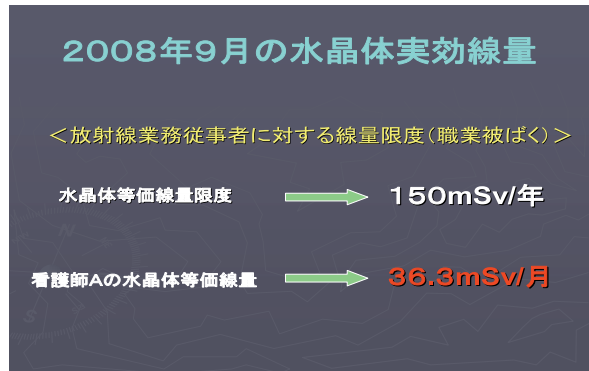 2008年9月の水晶体実効線量
＜放射線業務従事者に対する線量限度（職業被ばく）＞
水晶体等価線量限度
150mSv/年
看護師Aの水晶体等価線量
36.3mSv/月
N
S